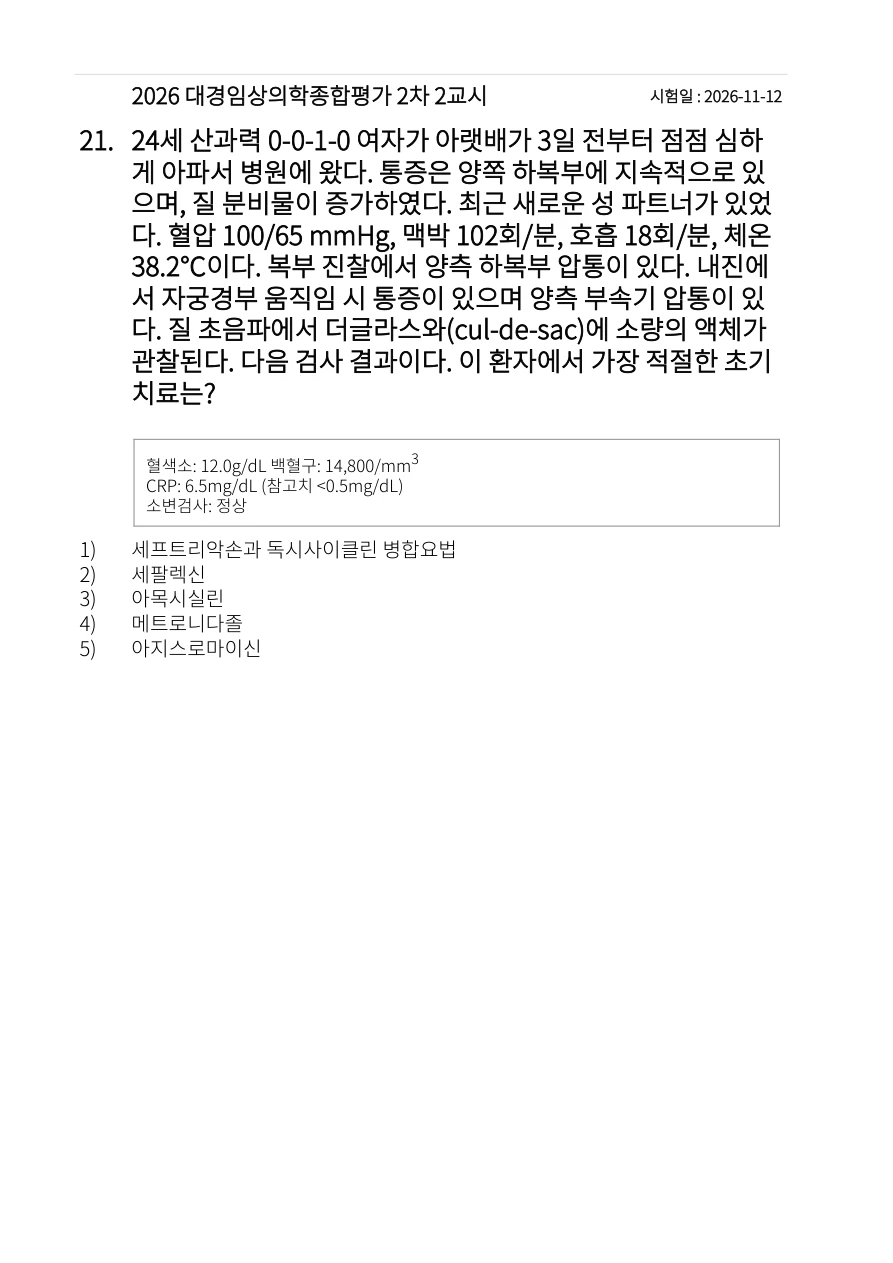 2026 대경임상의학종합평가 2차 2교시
시험일 : 2026-11-12
21. 24세 산과력 0-0-1-0 여자가 아랫배가 3일 전부터 점점 심하
게 아파서 병원에 왔다. 통증은 양쪽 하복부에 지속적으로 있
으며, 질 분비물이 증가하였다. 최근 새로운 성 파트너가 있었
다. 혈압 100/65 mmHg, 맥박 102회/분, 호흡 18회/분, 체온
38.2℃이다. 복부 진찰에서 양측 하복부 압통이 있다. 내진에
서 자궁경부 움직임 시 통증이 있으며 양측 부속기 압통이 있
다. 질 초음파에서 더글라스와(cul-de-sac)에 소량의 액체가
관찰된다. 다음 검사 결과이다. 이 환자에서 가장 적절한 초기
치료는?
혈색소: 12.0g/dL 백혈구: 14,800/mm³
CRP: 6.5mg/dL (참고치 <0.5mg/dL)
소변검사: 정상
1) 세프트리악손과 독시사이클린 병합요법
2) 세팔렉신
3) 아목시실린
4) 메트로니다졸
5) 아지스로마이신